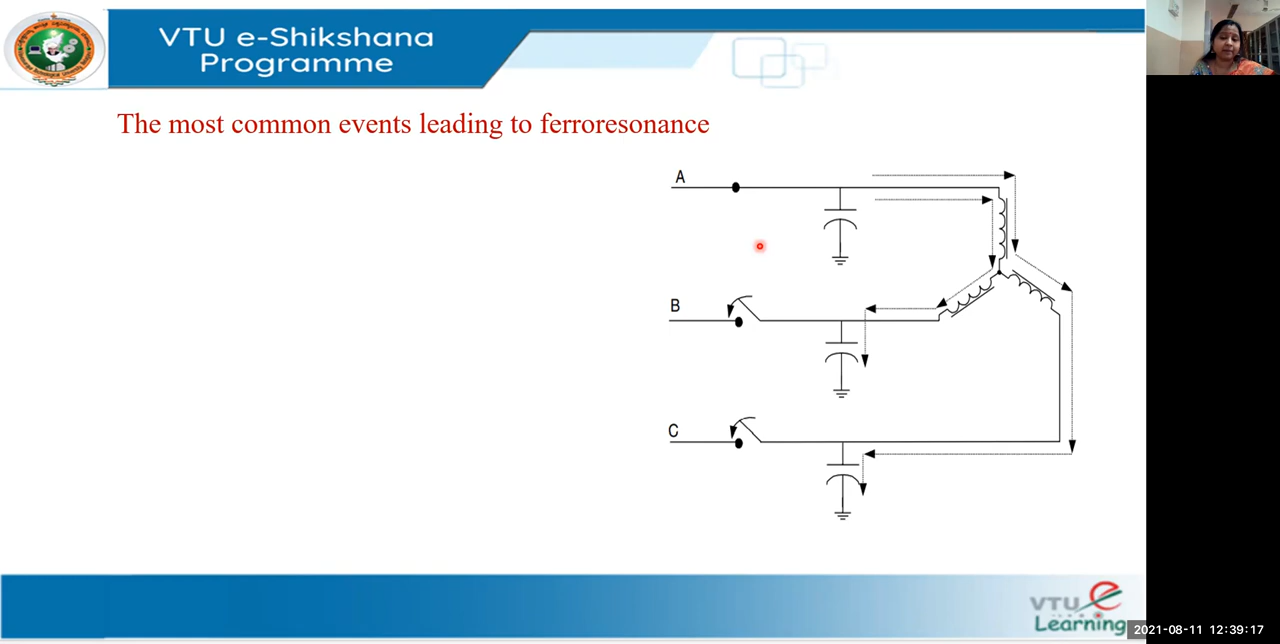 VTU e-Shikshana
Programme
The most common events leading to ferroresonance
A
B
C
VTU e
Learning
2021-08-11 12:39:17